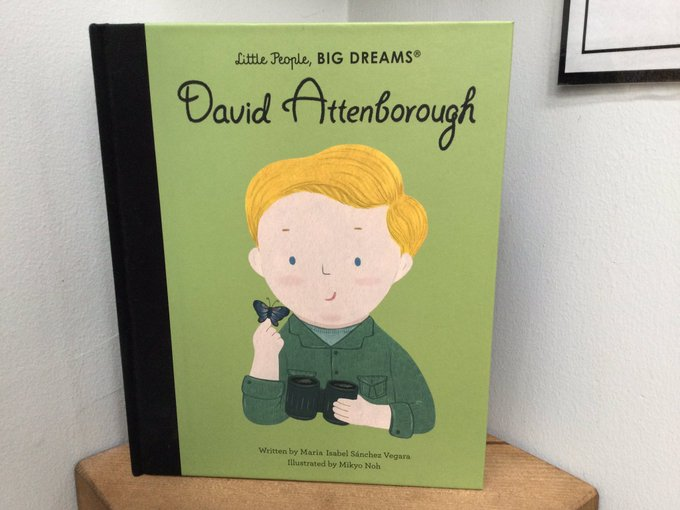 Little People, BIG DREAMS®
David Attenborough
Written by Maria Isabel Sánchez Vegara
Illustrated by Mikyo Noh